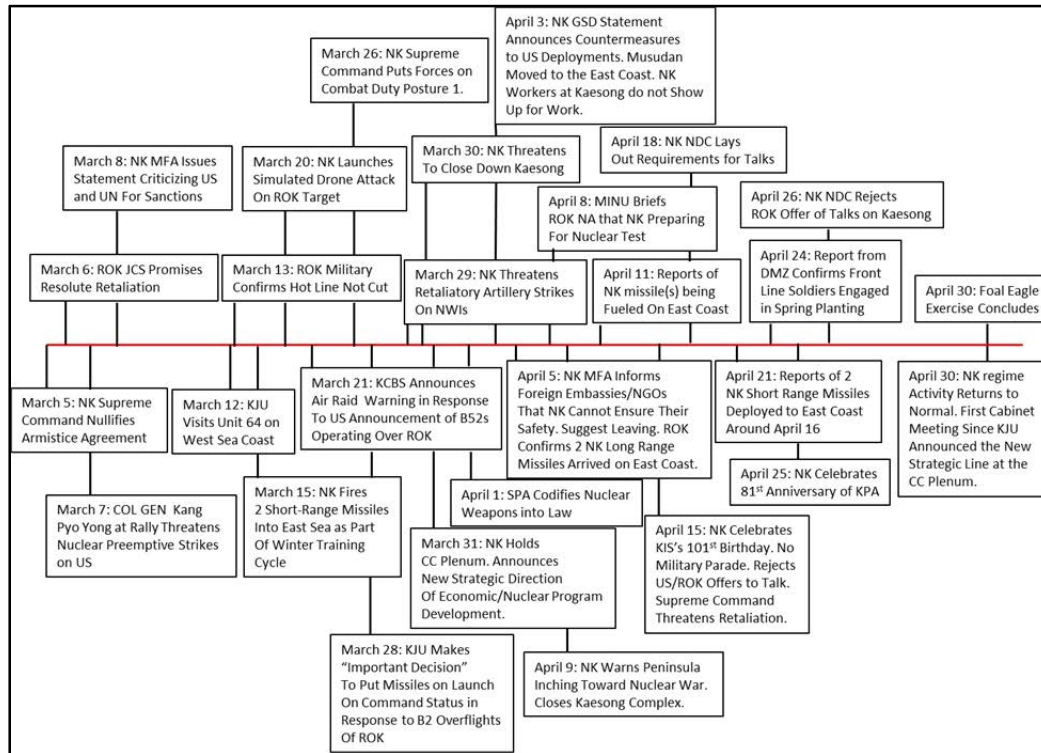 April 3: NK GSD Statement
Announces Countermeasures
to US Deployments. Musudan
Moved to the East Coast. NK
Workers at Kaesong do not Show
Up for Work.
March 26: NK Supreme
Command Puts Forces on
Combat Duty Posture 1.
April 18: NK NDC Lays
Out Requirements for Talks
March 30: NK Threatens
To Close Down Kaesong
March 8: NK MFA Issues
Statement Criticizing US
and UN For Sanctions
March 20: NK Launches
Simulated Drone Attack
On ROK Target
April 26: NK NDC Rejects
ROK Offer of Talks on Kaesong
April 8: MINU Briefs
ROK NA that NK Preparing
For Nuclear Test
March 6: ROK JCS Promises
Resolute Retaliation
March 13: ROK Military
Confirms Hot Line Not Cut
March 29: NK Threatens
Retaliatory Artillery Strikes
On NWIs
April 11: Reports of
NK missile(s) being
Fueled On East Coast
April 24: Report from
DMZ Confirms Front
Line Soldiers Engaged
in Spring Planting
April 30: Foal Eagle
Exercise Concludes
March 5: NK Supreme
Command Nullifies
Armistice Agreement
March 12: KJU
Visits Unit 64 on
West Sea Coast
March 21: KCBS Announces
Air Raid Warning in Response
To US Announcement of B52s
Operating Over ROK
April 5: NK MFA Informs
Foreign Embassies/NGOs
That NK Cannot Ensure Their
Safety. Suggest Leaving. ROK
Confirms 2 NK Long Range
Missiles Arrived on East Coast.
April 21: Reports of 2
NK Short Range Missiles
Deployed to East Coast
Around April 16
April 30: NK regime
Activity Returns to
Normal. First Cabinet
Meeting Since KJU
Announced the New
Strategic Line at the
CC Plenum.
March 7: COL GEN Kang
Pyo Yong at Rally Threatens
Nuclear Preemptive Strikes
on US
March 15: NK Fires
2 Short-Range Missiles
Into East Sea as Part
Of Winter Training
Cycle
April 1: SPA Codifies Nuclear
Weapons into Law
April 25: NK Celebrates
81st Anniversary of KPA
March 31: NK Holds
CC Plenum. Announces
New Strategic Direction
Of Economic/Nuclear Program
Development.
April 15: NK Celebrates
KIS's 101st Birthday. No
Military Parade. Rejects
US/ROK Offers to Talk.
Supreme Command
Threatens Retaliation.
March 28: KJU Makes
"Important Decision"
To Put Missiles on Launch
On Command Status in
Response to B2 Overflights
Of ROK
April 9: NK Warns Peninsula
Inching Toward Nuclear War.
Closes Kaesong Complex.